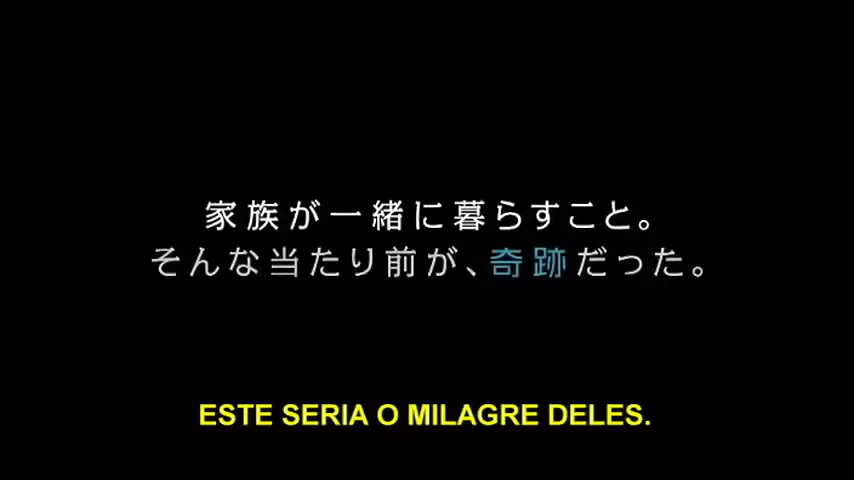 家族が一緒に暮らすこと。
そんな当たり前が、奇跡だった。
ESTE SERIA O MILAGRE DELES.